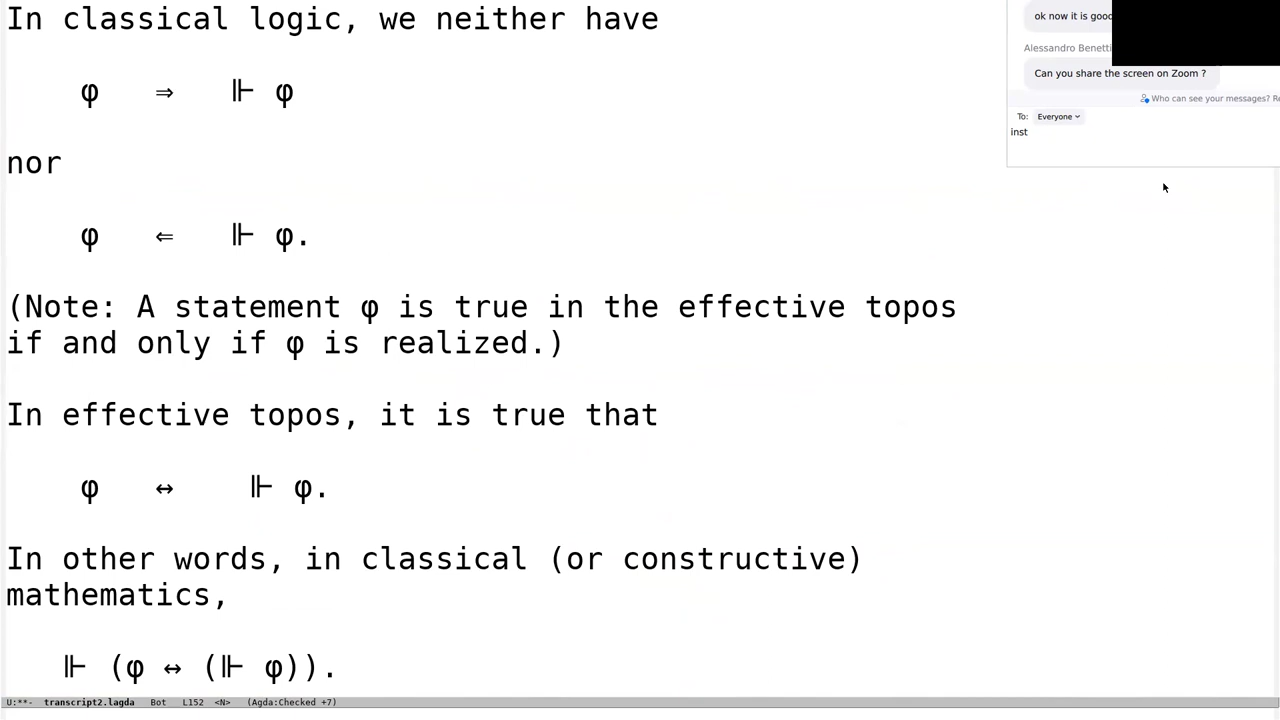 In classical logic, we neither have
φ ⇒ ⊩ φ
nor
φ ⇐ ⊩ φ.
(Note: A statement φ is true in the effective topos
if and only if φ is realized.)
In effective topos, it is true that
φ ↔ ⊩ φ.
In other words, in classical (or constructive)
mathematics,
⊩ (φ ↔ (⊩ φ)).
U:**- transcript2.lagda Bot L152 <N> (Agda:Checked +7)
ok now it is good
Alessandro Benetti
Can you share the screen on Zoom ?
Who can see your messages?
To: Everyone
inst